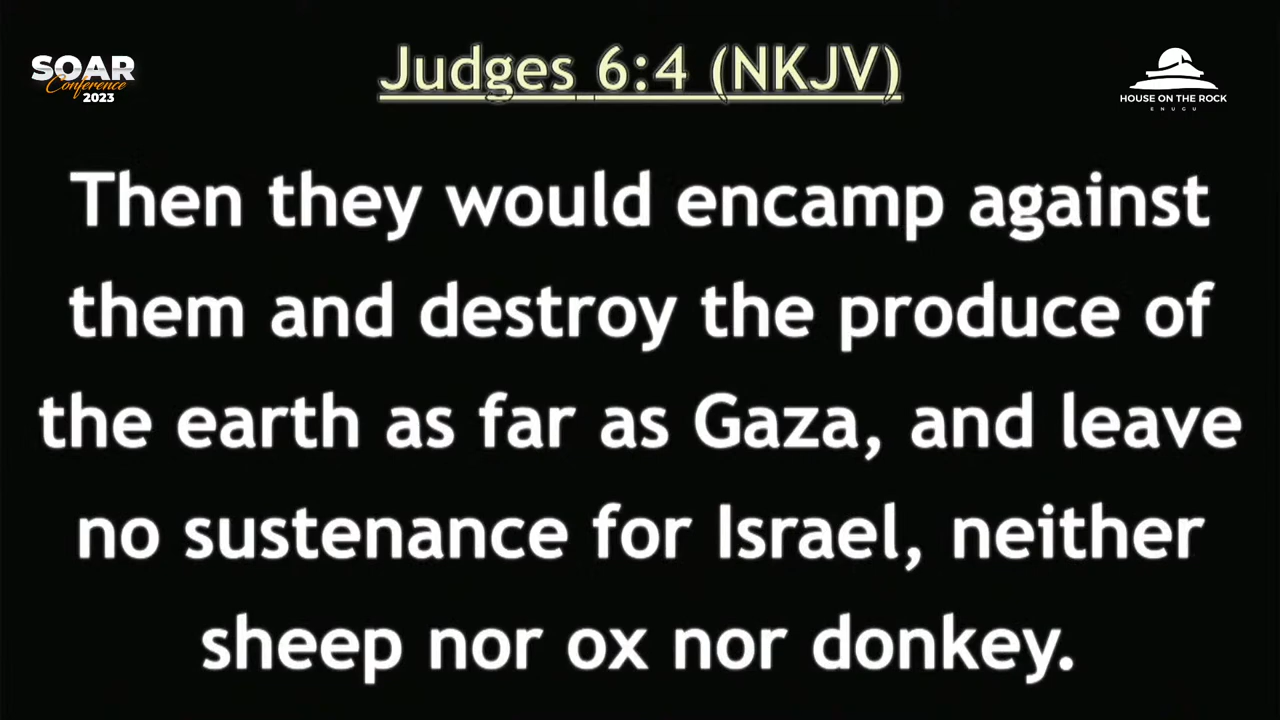 SOAR
Conference
2023
Judges 6:4 (NKJV)
HOUSE ON THE ROCK
ENUGU
Then they would encamp against
them and destroy the produce of
the earth as far as Gaza, and leave
no sustenance for Israel, neither
sheep nor ox nor donkey.